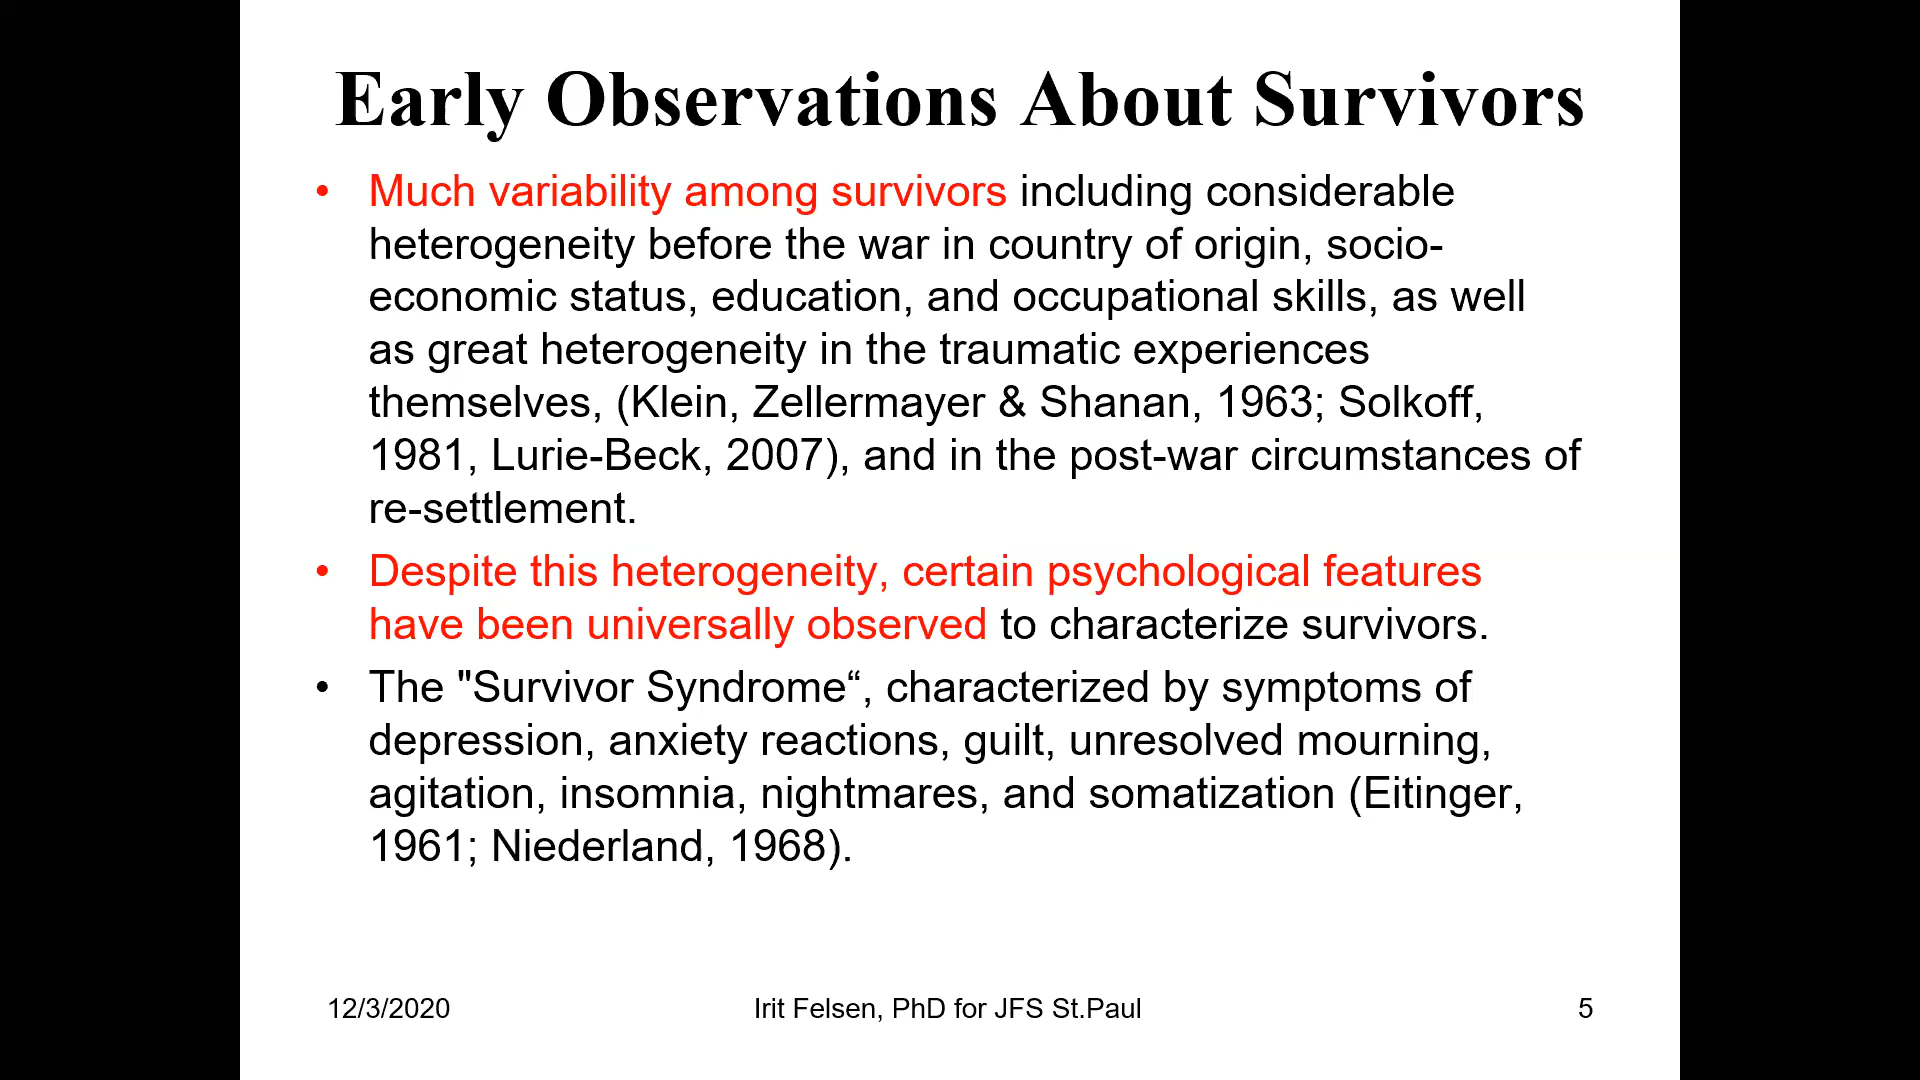 Early Observations About Survivors
• Much variability among survivors including considerable
heterogeneity before the war in country of origin, socio-
economic status, education, and occupational skills, as well
as great heterogeneity in the traumatic experiences
themselves, (Klein, Zellermayer & Shanan, 1963; Solkoff,
1981, Lurie-Beck, 2007), and in the post-war circumstances of
re-settlement.
• Despite this heterogeneity, certain psychological features
have been universally observed to characterize survivors.
• The "Survivor Syndrome“, characterized by symptoms of
depression, anxiety reactions, guilt, unresolved mourning,
agitation, insomnia, nightmares, and somatization (Eitinger,
1961; Niederland, 1968).
12/3/2020 Irit Felsen, PhD for JFS St.Paul 5